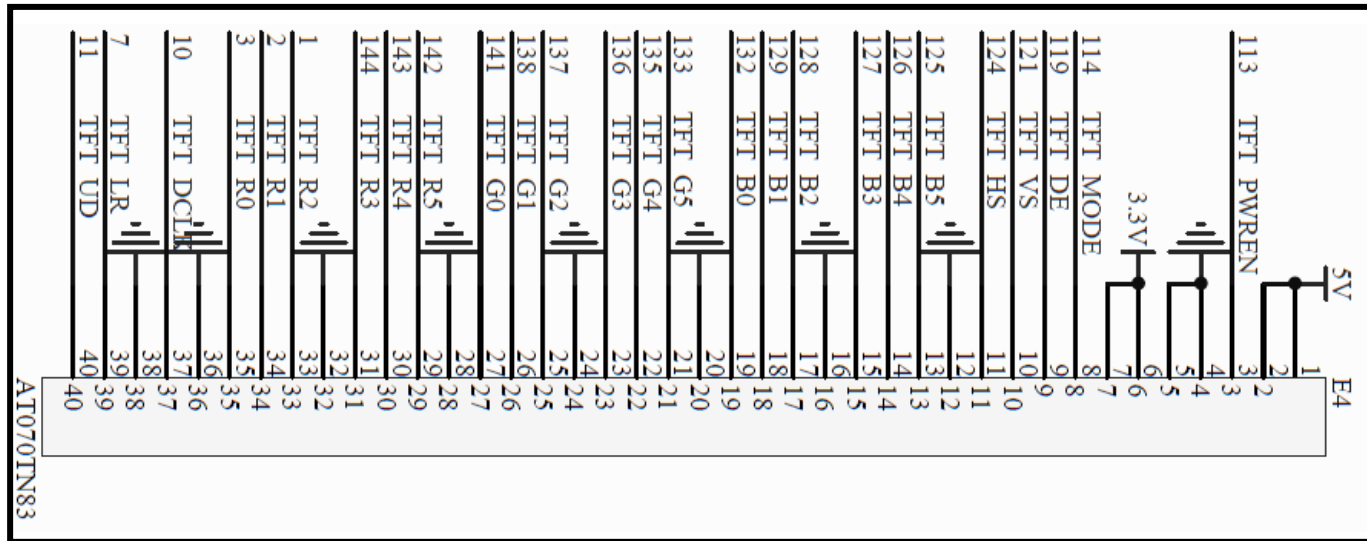 5V E4
1
2 2
113 TFT PWREN 3 3
4 4
5 5
3.3V 6 6
7 7
114 TFT MODE 8 8
119 TFT DE 9 9
121 TFT VS 10 10
124 TFT HS 11 11
12 12
125 TFT B5 13 13
126 TFT B4 14 14
127 TFT B3 15 15
16 16
128 TFT B2 17 17
129 TFT B1 18 18
132 TFT B0 19 19
20 20
133 TFT G5 21 21
135 TFT G4 22 22
136 TFT G3 23 23
24 24
137 TFT G2 25 25
138 TFT G1 26 26
141 TFT G0 27 27
28 28
142 TFT R5 29 29
143 TFT R4 30 30
144 TFT R3 31 31
32 32
1 TFT R2 33 33
2 TFT R1 34 34
3 TFT R0 35 35
36 36
10 TFT DCLK 37 37
38 38
7 TFT LR 39 39
11 TFT UD 40 40
AT070TN83